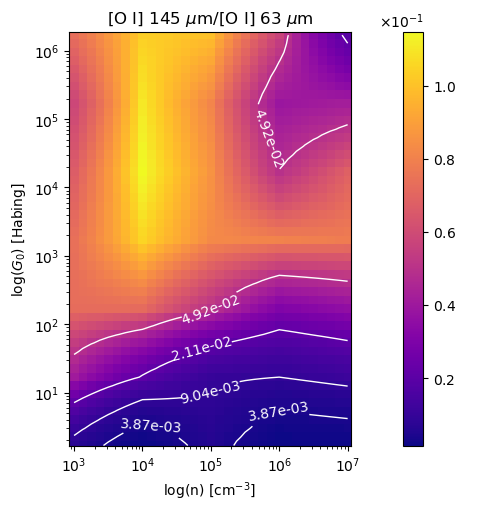 [O I] 145 μm/[O I] 63 μm
×10⁻¹
10⁶
10⁵
10⁴
10³
10²
10¹
log(G₀) [Habing]
4.92e-02
4.92e-02
2.11e-02
9.04e-03
3.87e-03
3.87e-03
10³
10⁴
10⁵
10⁶
10⁷
log(n) [cm⁻³]
1.0
0.8
0.6
0.4
0.2